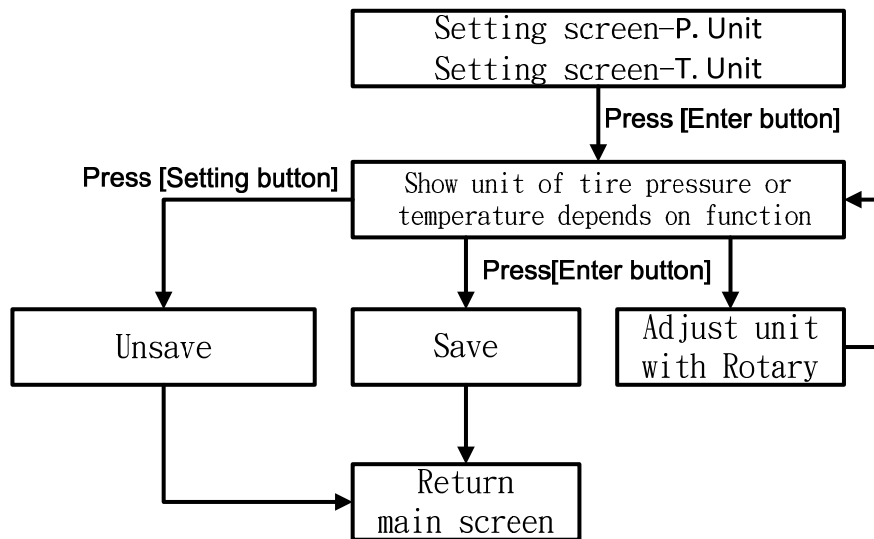 Setting screen-P. Unit
Setting screen-T. Unit
Press [Enter button]
Press [Setting button]
Show unit of tire pressure or
temperature depends on function
Press[Enter button]
Unsave
Save
Adjust unit
with Rotary
Return
main screen